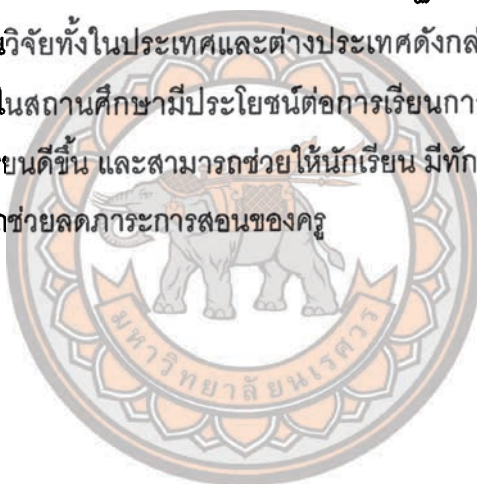 นวิจัยทั้งในประเทศและต่างประเทศดังกล
ในสถานศึกษามีประโยชน์ต่อการเรียนกา
ยนดีขึ้น และสามารถช่วยให้นักเรียน มีทัก
ช่วยลดภาระการสอนของครู
มหาวิทยาลัยนเรศวร